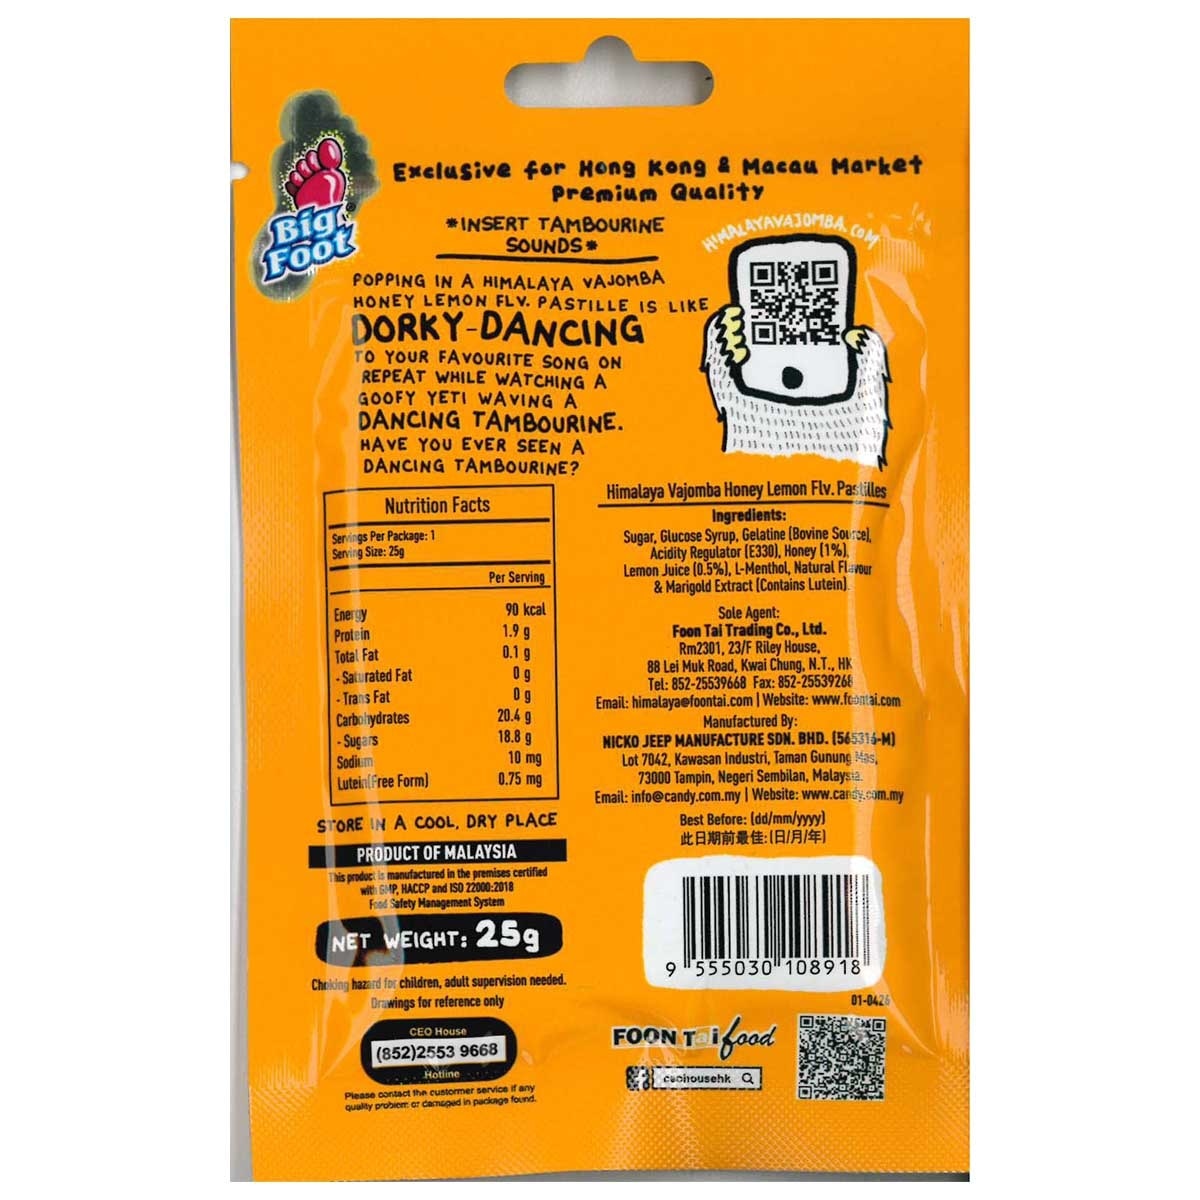 Big
Foot
Exclusive for Hong Kong & Macau Market
Premium Quality
*INSERT TAMBOURINE
SOUNDS*
POPPING IN A HIMALAYA VAJOMBA
HONEY LEMON FLV. PASTILLE IS LIKE
DORKY-DANCING
TO YOUR FAVOURITE SONG ON
REPEAT WHILE WATCHING A
GOOFY YETI WAVING A
DANCING TAMBOURINE.
HAVE YOU EVER SEEN A
DANCING TAMBOURINE?
HIMALAYAVAJOMBA.COM
Nutrition Facts
Servings Per Package: 1
Serving Size: 25g
Per Serving
Energy 90 kcal
Protein 1.9 g
Total Fat 0.1 g
- Saturated Fat 0 g
- Trans Fat 0 g
Carbohydrates 20.4 g
- Sugars 18.8 g
Sodium 10 mg
Lutein(Free Form) 0.75 mg
STORE IN A COOL, DRY PLACE
PRODUCT OF MALAYSIA
This product is manufactured in the premises certified
with GMP, HACCP and ISO 22000:2018
Food Safety Management System
NET WEIGHT: 25g
Choking hazard for children, adult supervision needed.
Drawings for reference only
CEO House
(852)2553 9668
Hotline
Please contact the custormer service if any
quality problem or damaged in package found.
Himalaya Vajomba Honey Lemon Flv. Pastilles
Ingredients:
Sugar, Glucose Syrup, Gelatine (Bovine Source),
Acidity Regulator (E330), Honey (1%),
Lemon Juice (0.5%), L-Menthol, Natural Flavour
& Marigold Extract (Contains Lutein).
Sole Agent:
Foon Tai Trading Co., Ltd.
Rm2301, 23/F Riley House,
88 Lei Muk Road, Kwai Chung, N.T., HK
Tel: 852-25539668 Fax: 852-25539268
Email: himalaya@foontai.com | Website: www.foontai.com
Manufactured By:
NICKO JEEP MANUFACTURE SDN. BHD. (565316-M)
Lot 7042, Kawasan Industri, Taman Gunung Mas,
73000 Tampin, Negeri Sembilan, Malaysia.
Email: info@candy.com.my | Website: www.candy.com.my
Best Before: (dd/mm/yyyy)
此日期前最佳:(日/月/年)
9 555030 108918
01-0426
FOON Tai food
f ceohousehk